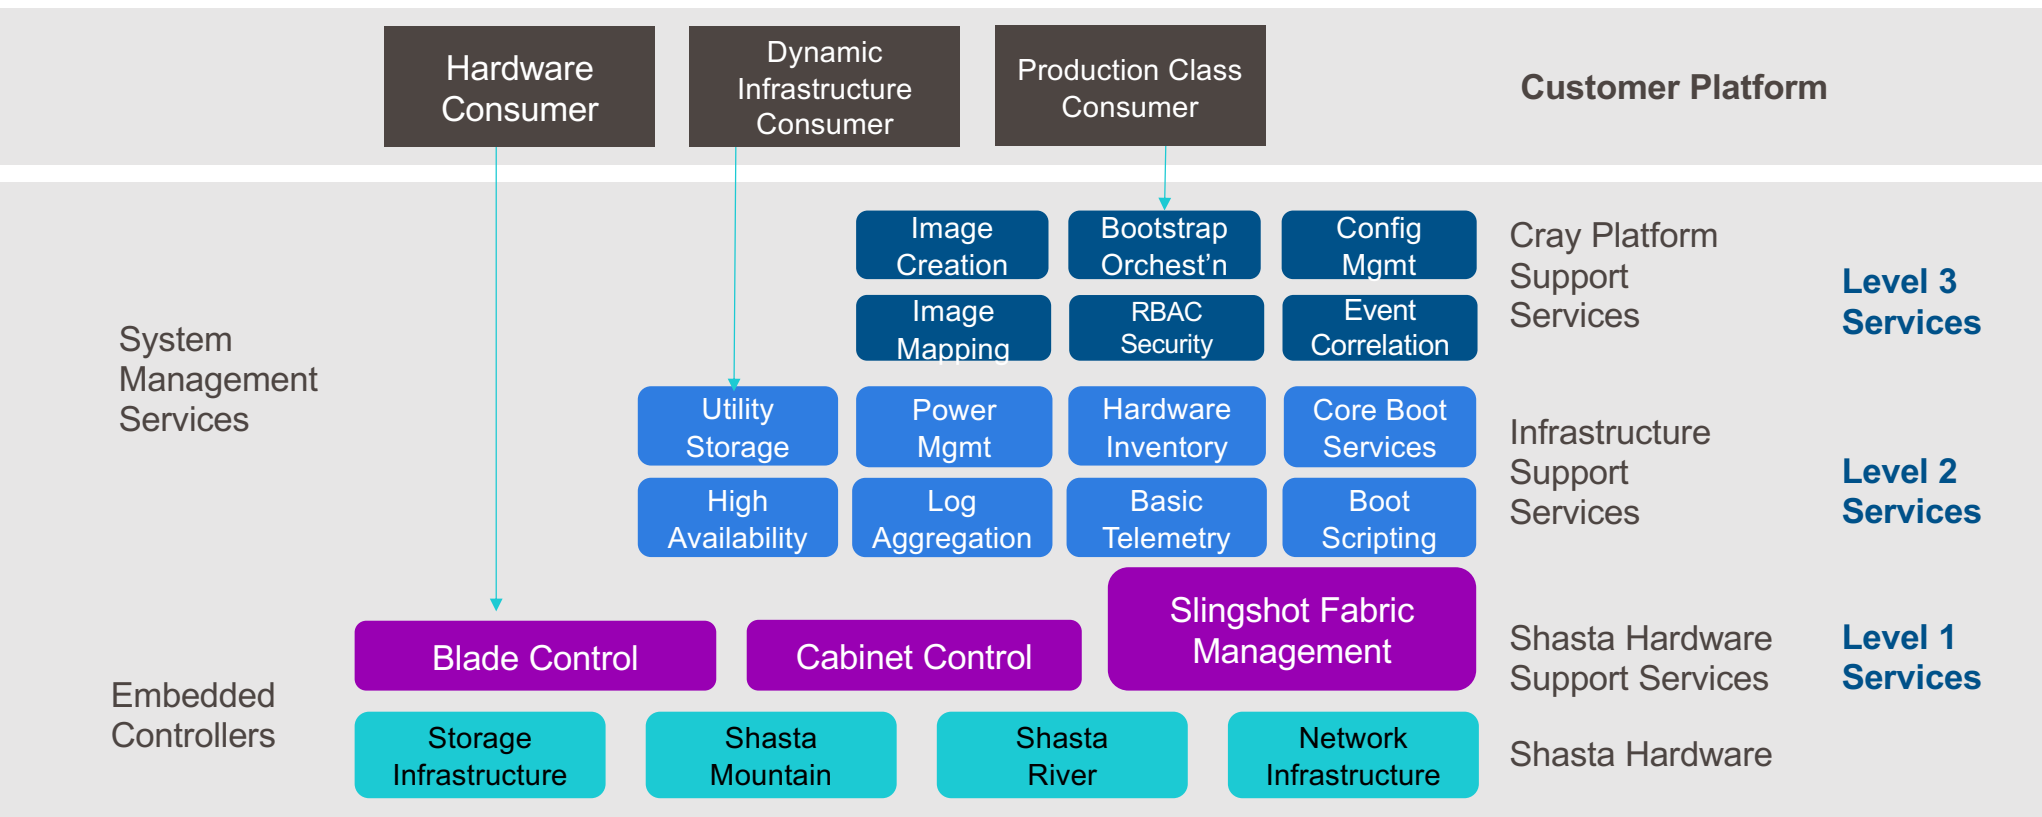 Hardware
Consumer
Dynamic
Infrastructure
Consumer
Production Class
Consumer
Customer Platform
System
Management
Services
Image
Creation
Bootstrap
Orchest’n
Config
Mgmt
Cray Platform
Support
Services
Level 3
Services
Image
Mapping
RBAC
Security
Event
Correlation
Utility
Storage
Power
Mgmt
Hardware
Inventory
Core Boot
Services
Infrastructure
Support
Services
Level 2
Services
High
Availability
Log
Aggregation
Basic
Telemetry
Boot
Scripting
Embedded
Controllers
Blade Control
Cabinet Control
Slingshot Fabric
Management
Shasta Hardware
Support Services
Level 1
Services
Storage
Infrastructure
Shasta
Mountain
Shasta
River
Network
Infrastructure
Shasta Hardware